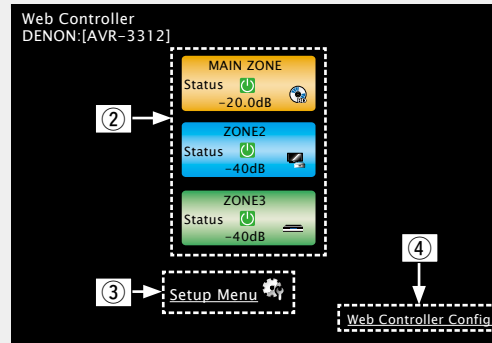 Web Controller
DENON:[AVR-3312]
MAIN ZONE
Status
-20.0dB
②
ZONE2
Status
-40dB
ZONE3
Status
-40dB
④
③
Setup Menu
Web Controller Config